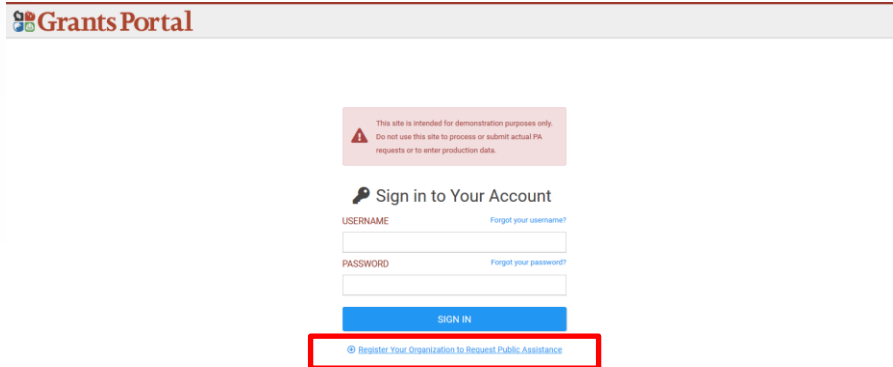 Grants Portal
This site is intended for demonstration purposes only.
Do not use this site to process or submit actual PA
requests or to enter production data.
Sign in to Your Account
USERNAME Forgot your username?
PASSWORD Forgot your password?
SIGN IN
Register Your Organization to Request Public Assistance